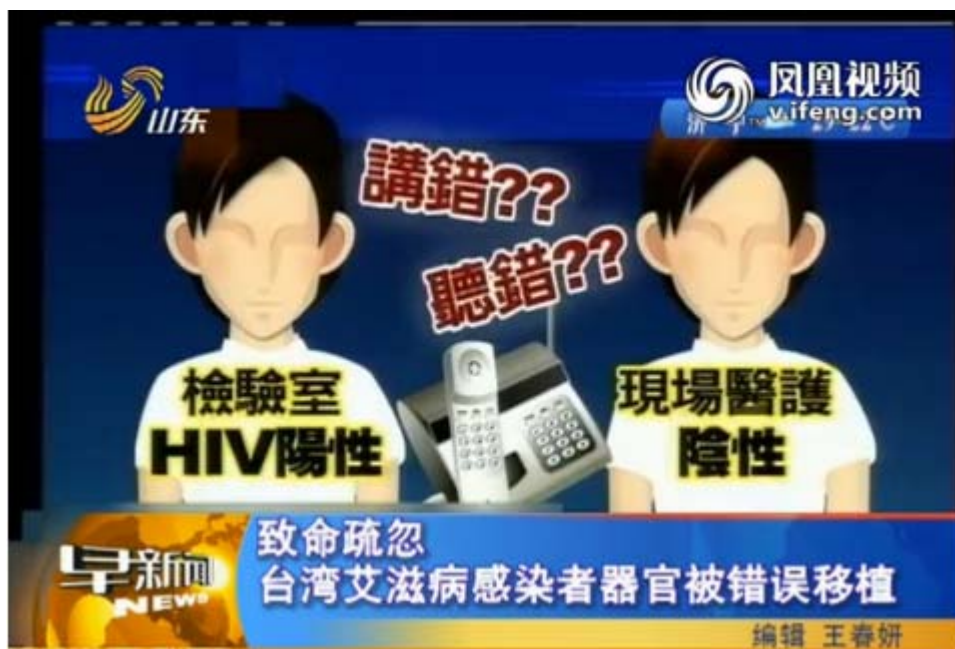 山东
凤凰视频
v.ifeng.com
講錯??
聽錯??
檢驗室
HIV陽性
現場醫護
陰性
早新闻
NEWS
致命疏忽
台湾艾滋病感染者器官被错误移植
编辑 王春妍